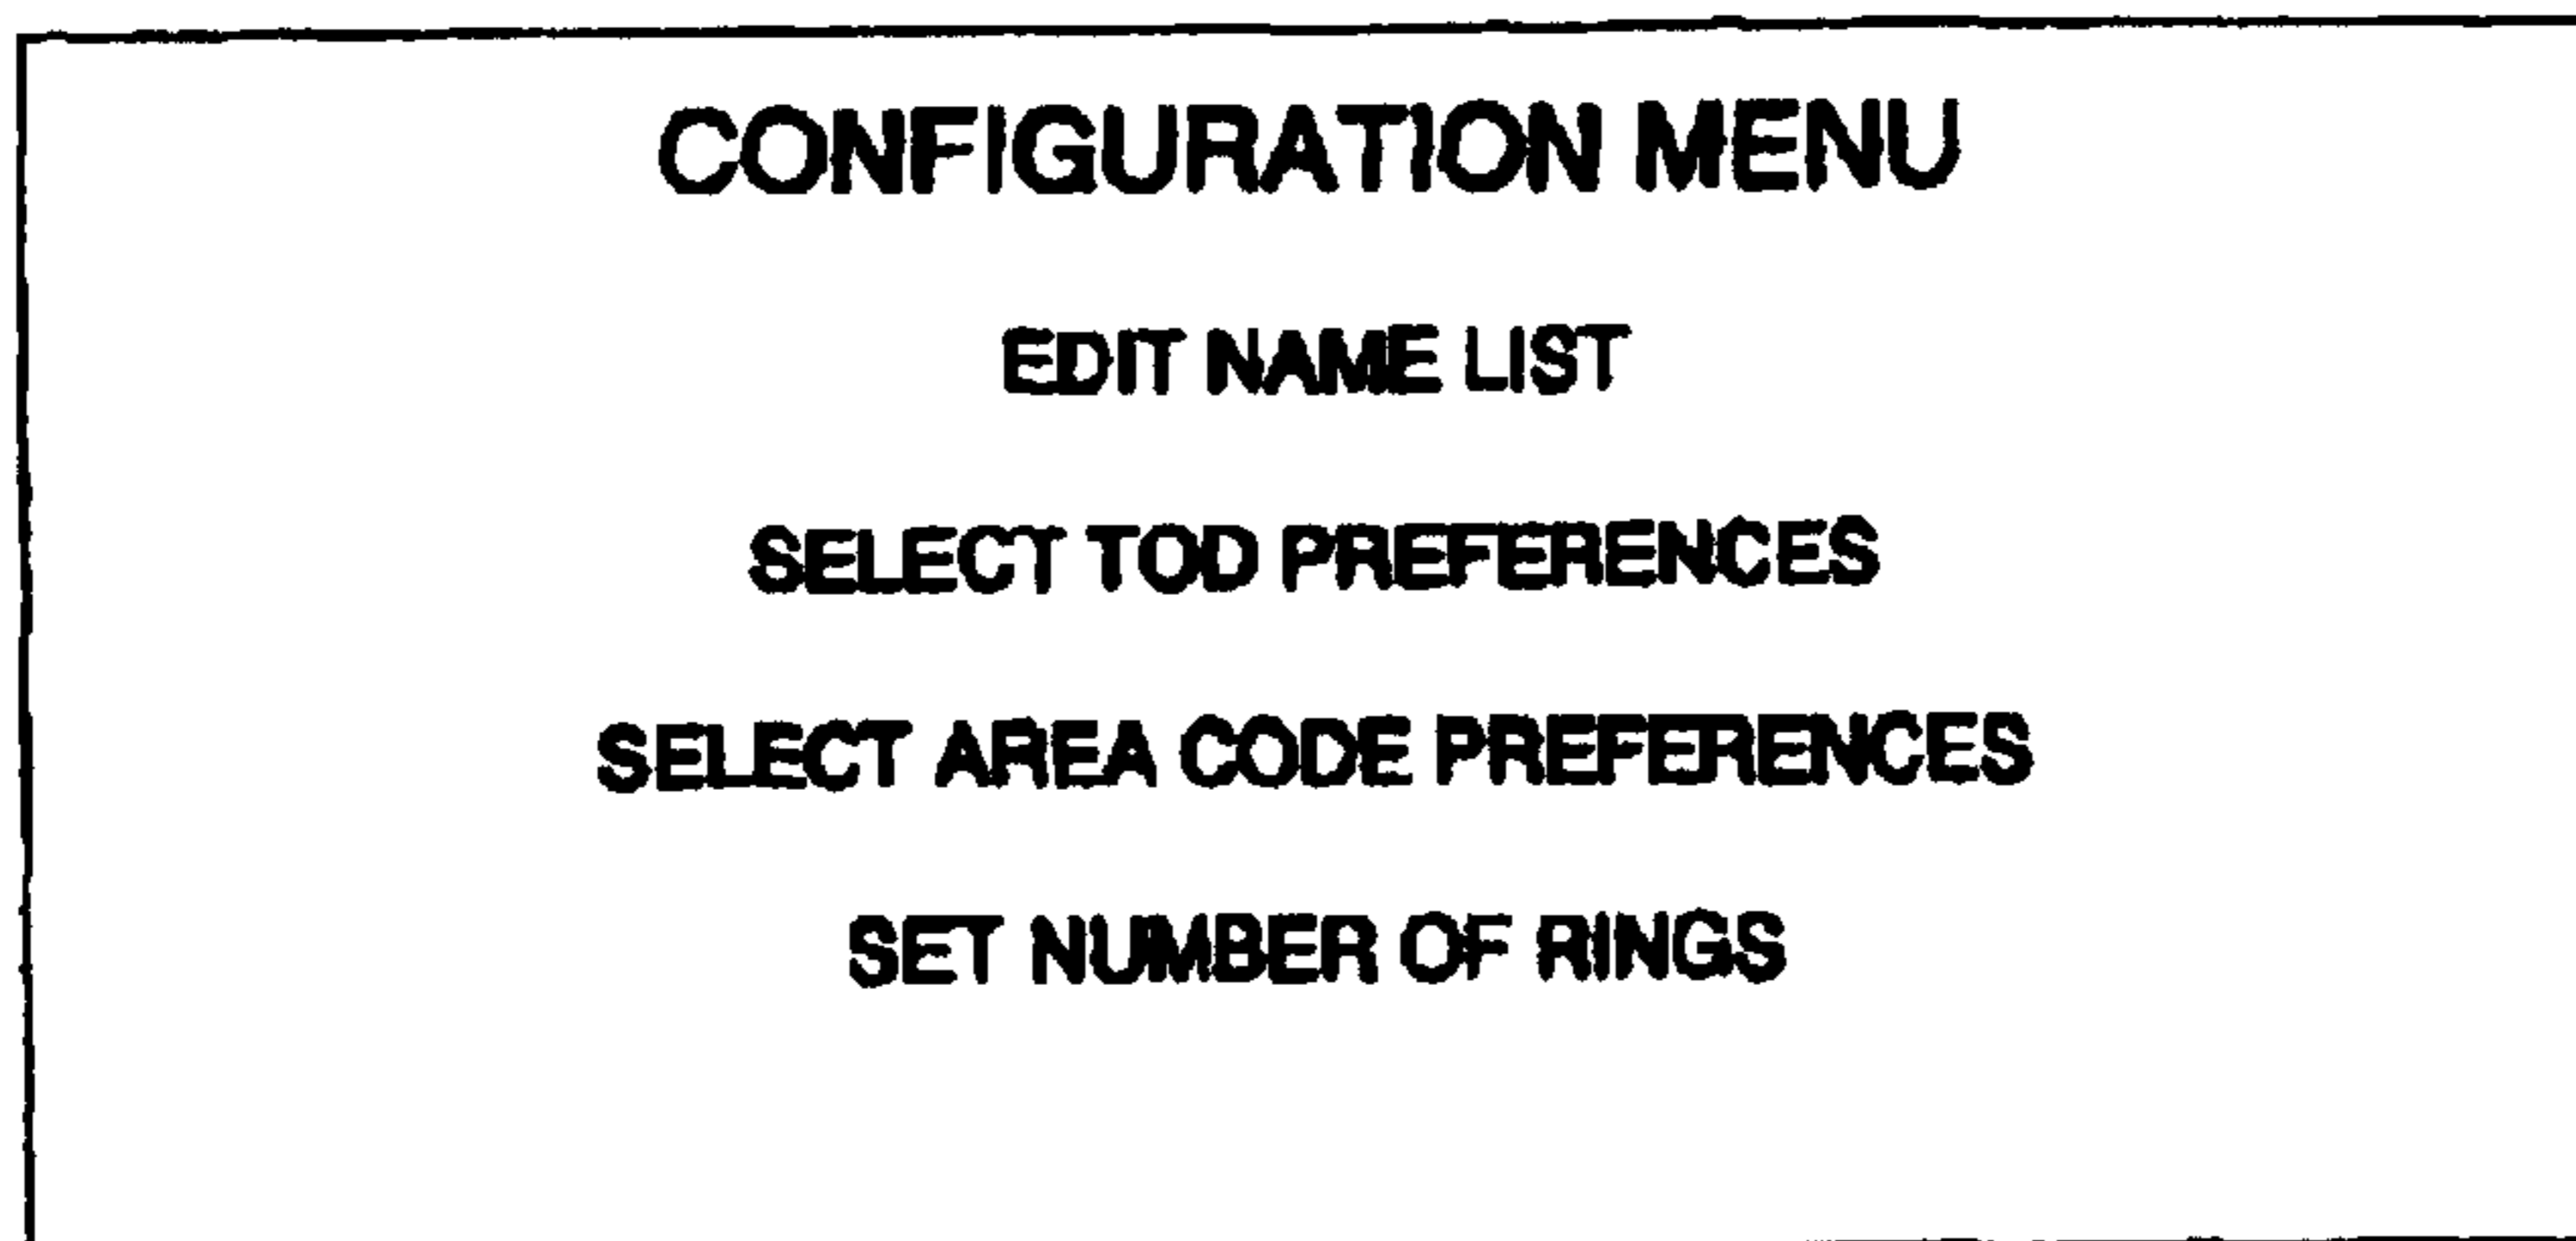 CONFIGURATION MENU
EDIT NAME LIST
SELECT TOD PREFERENCES
SELECT AREA CODE PREFERENCES
SET NUMBER OF RINGS